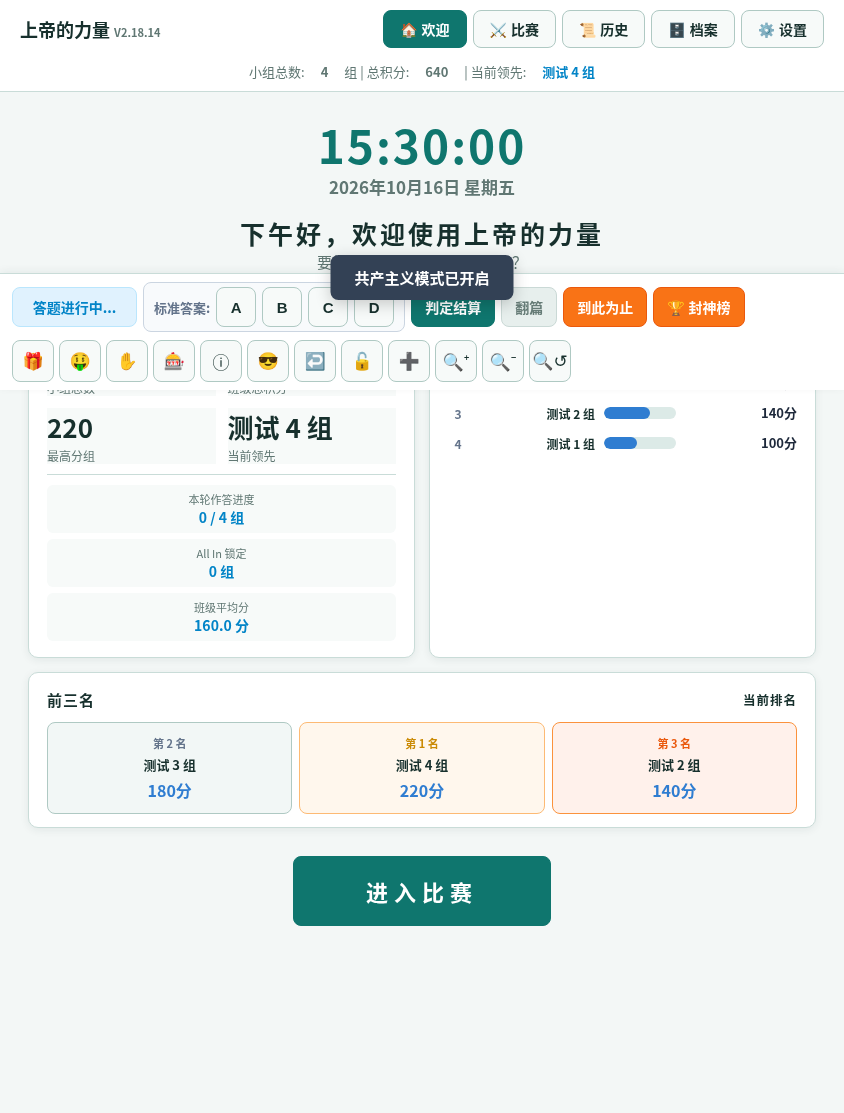 上帝的力量 V2.18.14
🏠 欢迎
⚔️ 比赛
📜 历史
🗄️ 档案
⚙️ 设置
小组总数: 4 组 | 总积分: 640 | 当前领先: 测试 4 组
15:30:00
2026年10月16日 星期五
下午好，欢迎使用上帝的力量
要 ?
共产主义模式已开启
答题进行中...
标准答案: A B C D
判定结算
翻篇
到此为止
🏆 封神榜
220
最高分组
测试 4 组
当前领先
本轮作答进度
0 / 4 组
All In 锁定
0 组
班级平均分
160.0 分
3 测试 2 组 140分
4 测试 1 组 100分
前三名
当前排名
第 2 名
测试 3 组
180分
第 1 名
测试 4 组
220分
第 3 名
测试 2 组
140分
进入比赛